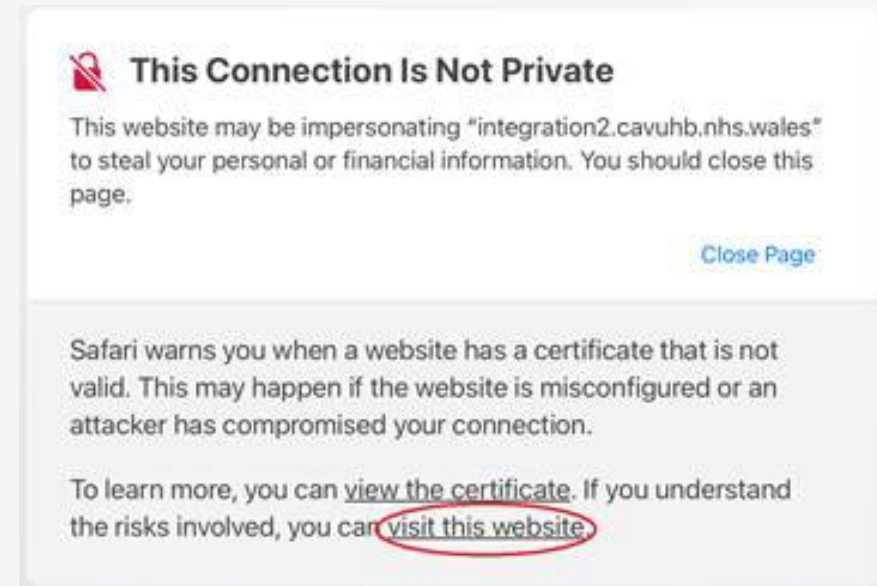 This Connection Is Not Private
This website may be impersonating "integration2.cavuhb.nhs.wales"
to steal your personal or financial information. You should close this
page.
Close Page
Safari warns you when a website has a certificate that is not
valid. This may happen if the website is misconfigured or an
attacker has compromised your connection.
To learn more, you can view the certificate. If you understand
the risks involved, you can visit this website.